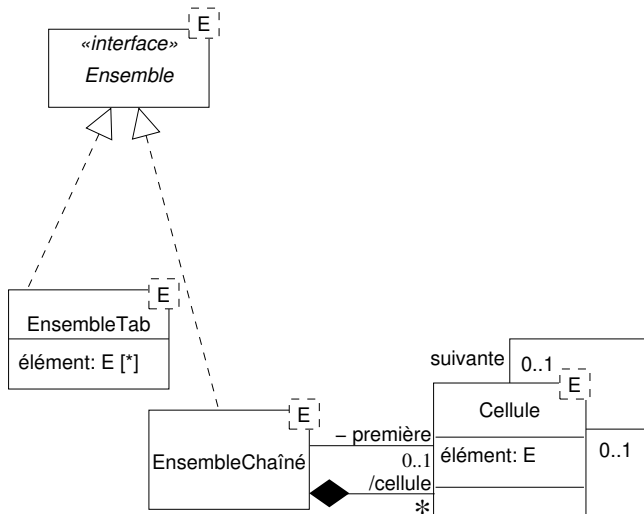 E
«interface»
Ensemble
E
EnsembleTab
élément: E [*]
suivante
0..1
E
Cellule
E
– première
0..1
EnsembleChaîné
élément: E
0..1
/cellule
*